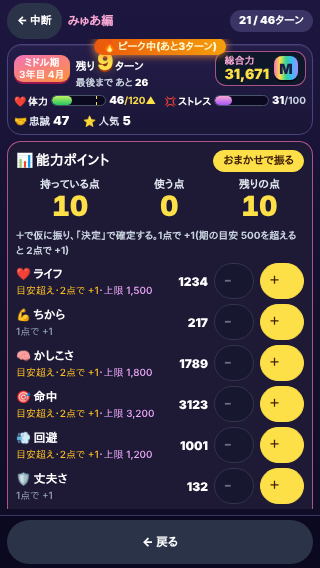 ← 中断
みゅあ編
21 / 46ターン
🔥 ピーク中(あと3ターン)
ミドル期
3年目 4月
残り 9 ターン
最後まで あと 26
総合力
31,671
M
❤️ 体力 46/120▲
💢 ストレス 31/100
🤝 忠誠 47 ⭐ 人気 5
📊 能力ポイント
おまかせで振る
持っている点 使う点 残りの点
10 0 10
＋で仮に振り、「決定」で確定する。1点で +1(期の目安 500を超える
と 2点で +1)
❤️ ライフ
目安超え・2点で +1・上限 1,500
1234 − +
💪 ちから
1点で +1
217 − +
🧠 かしこさ
目安超え・2点で +1・上限 1,800
1789 − +
🎯 命中
目安超え・2点で +1・上限 3,200
3123 − +
💨 回避
目安超え・2点で +1・上限 1,200
1001 − +
🛡️ 丈夫さ
1点で +1
132 − +
← 戻る